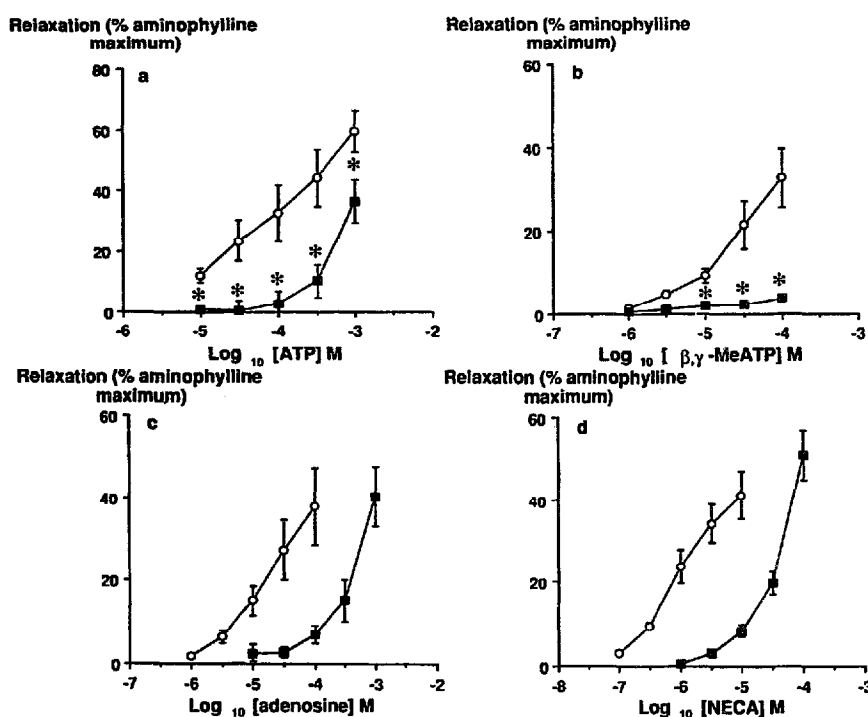 Relaxation (% aminophylline
maximum)
a
80
60
40
20
0
* * * * *
-6 -5 -4 -3 -2
Log 10 [ATP] M
Relaxation (% aminophylline
maximum)
b
60
40
20
0
* * *
-7 -6 -5 -4 -3
Log 10 [ β,γ -MeATP] M
Relaxation (% aminophylline
maximum)
c
60
40
20
0
-7 -6 -5 -4 -3 -2
Log 10 [adenosine] M
Relaxation (% aminophylline
maximum)
d
60
40
20
0
-8 -7 -6 -5 -4 -3
Log 10 [NECA] M